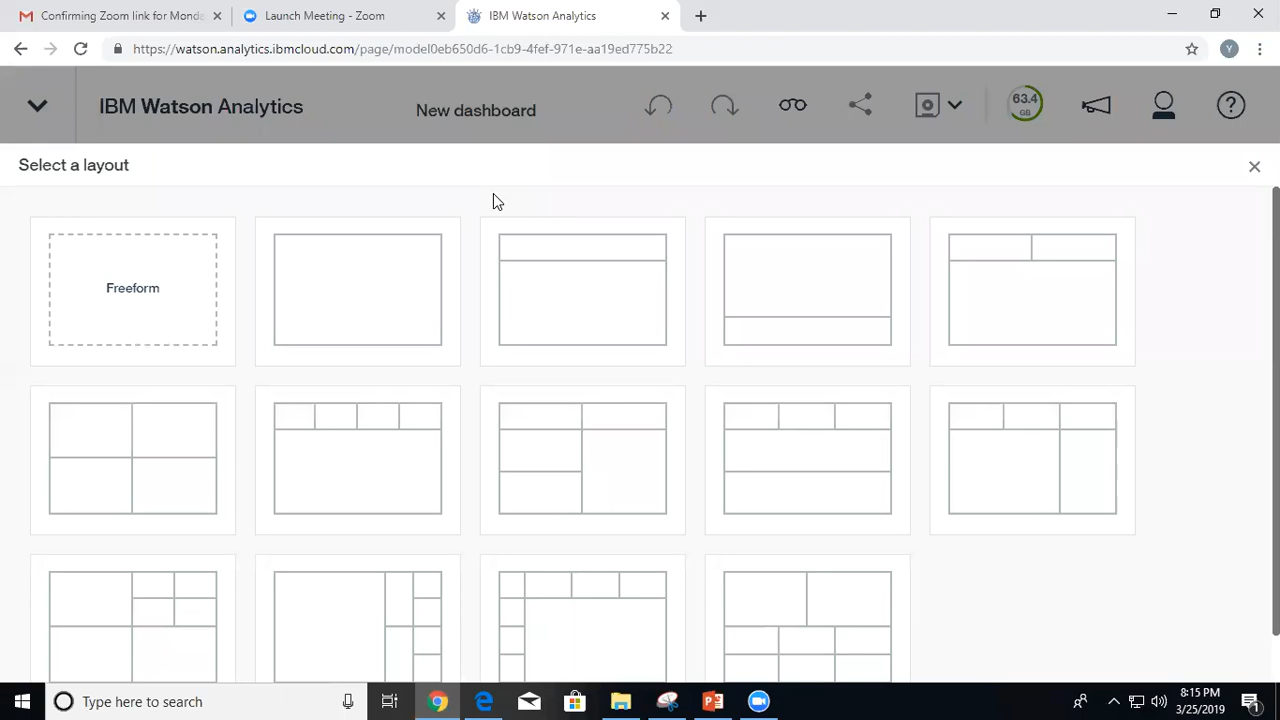 Confirming Zoom link for Monda
Launch Meeting - Zoom
IBM Watson Analytics
https://watson.analytics.ibmcloud.com/page/model0eb650d6-1cb9-4fef-971e-aa19ed775b22
Y
IBM Watson Analytics
New dashboard
63.4
GB
Select a layout
Freeform
Type here to search
8:15 PM
3/25/2019
1